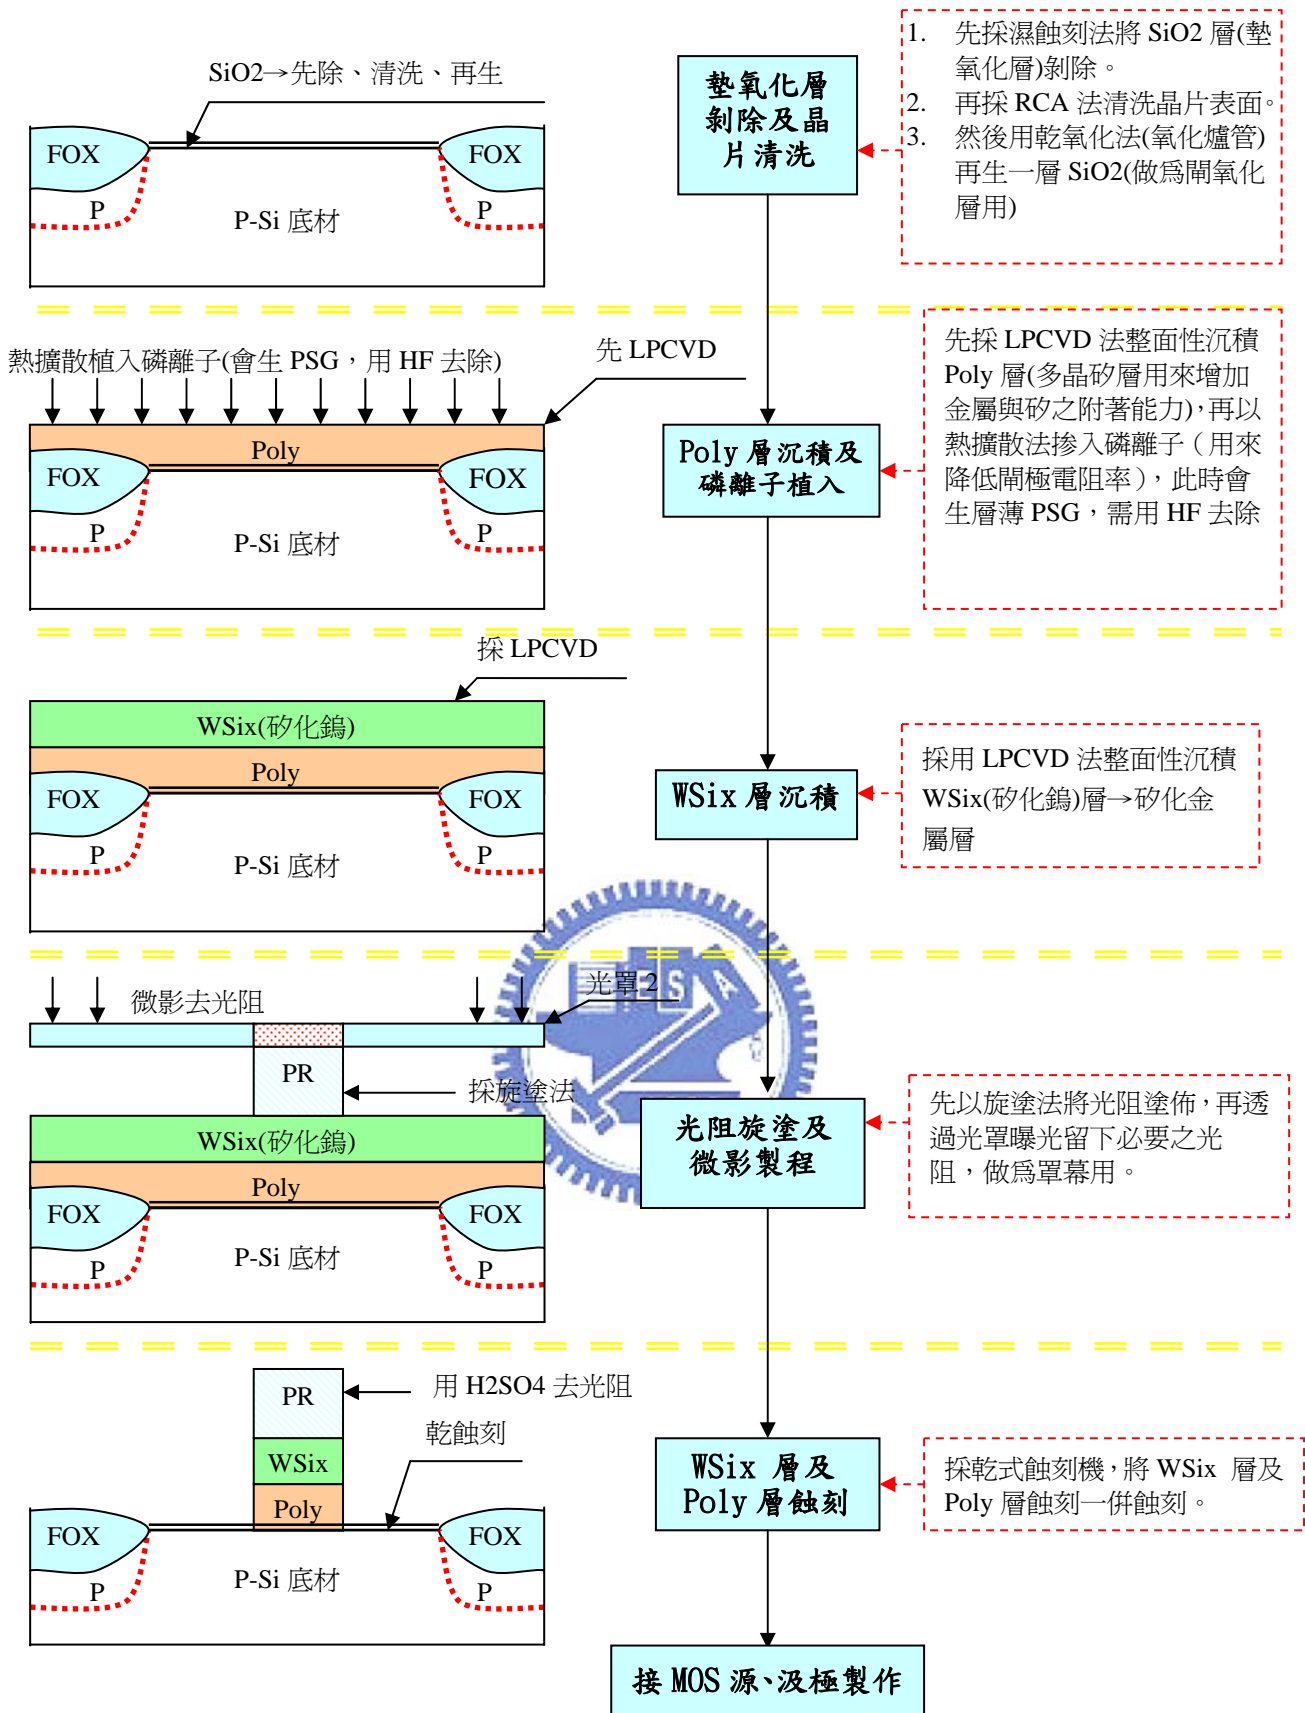 SiO2→先除、清洗、再生
FOX
FOX
P
P
P-Si 底材
墊氧化層
剝除及晶
片清洗
1. 先採濕蝕刻法將 SiO2 層(墊
氧化層)剝除。
2. 再採 RCA 法清洗晶片表面。
3. 然後用乾氧化法(氧化爐管)
再生一層 SiO2(做為閘氧化
層用)
熱擴散植入磷離子(會生 PSG，用 HF 去除)
先 LPCVD
Poly
FOX
FOX
P
P
P-Si 底材
Poly 層沉積及
磷離子植入
先採 LPCVD 法整面性沉積
Poly 層(多晶矽層用來增加
金屬與矽之附著能力)，再以
熱擴散法摻入磷離子（用來
降低閘極電阻率），此時會
生層薄 PSG，需用 HF 去除
採 LPCVD
WSix(矽化鎢)
Poly
FOX
FOX
P
P
P-Si 底材
WSix 層沉積
採用 LPCVD 法整面性沉積
WSix(矽化鎢)層→矽化金
屬層
微影去光阻
光罩 2
PR
採旋塗法
WSix(矽化鎢)
Poly
FOX
FOX
P
P
P-Si 底材
ESA
光阻旋塗及
微影製程
先以旋塗法將光阻塗佈，再透
過光罩曝光留下必要之光
阻，做為罩幕用。
PR
用 H2SO4 去光阻
乾蝕刻
WSix
Poly
FOX
FOX
P
P
P-Si 底材
WSix 層及
Poly 層蝕刻
採乾式蝕刻機，將 WSix 層及
Poly 層蝕刻一併蝕刻。
接 MOS 源、汲極製作